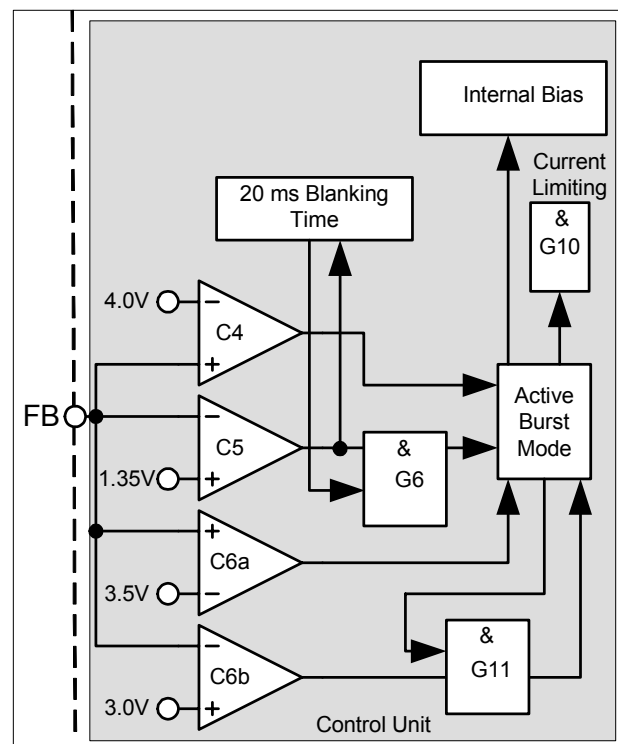 Internal Bias
Current
Limiting
20 ms Blanking
Time
&
G10
4.0V
−
C4
+
FB
−
C5
&
G6
Active
Burst
Mode
1.35V
+
+
C6a
3.5V
−
−
C6b
&
G11
3.0V
+
Control Unit